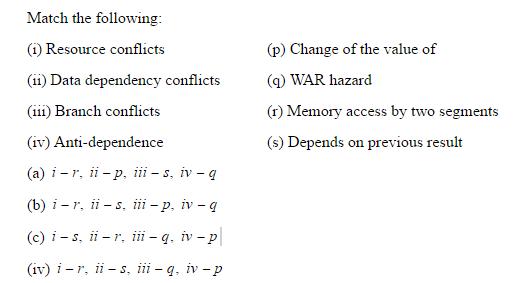 Match the following:
(i) Resource conflicts (p) Change of the value of
(ii) Data dependency conflicts (q) WAR hazard
(iii) Branch conflicts (r) Memory access by two segments
(iv) Anti-dependence (s) Depends on previous result
(a) i – r, ii – p, iii – s, iv – q
(b) i – r, ii – s, iii – p, iv – q
(c) i – s, ii – r, iii – q, iv – p
(iv) i – r, ii – s, iii – q, iv – p